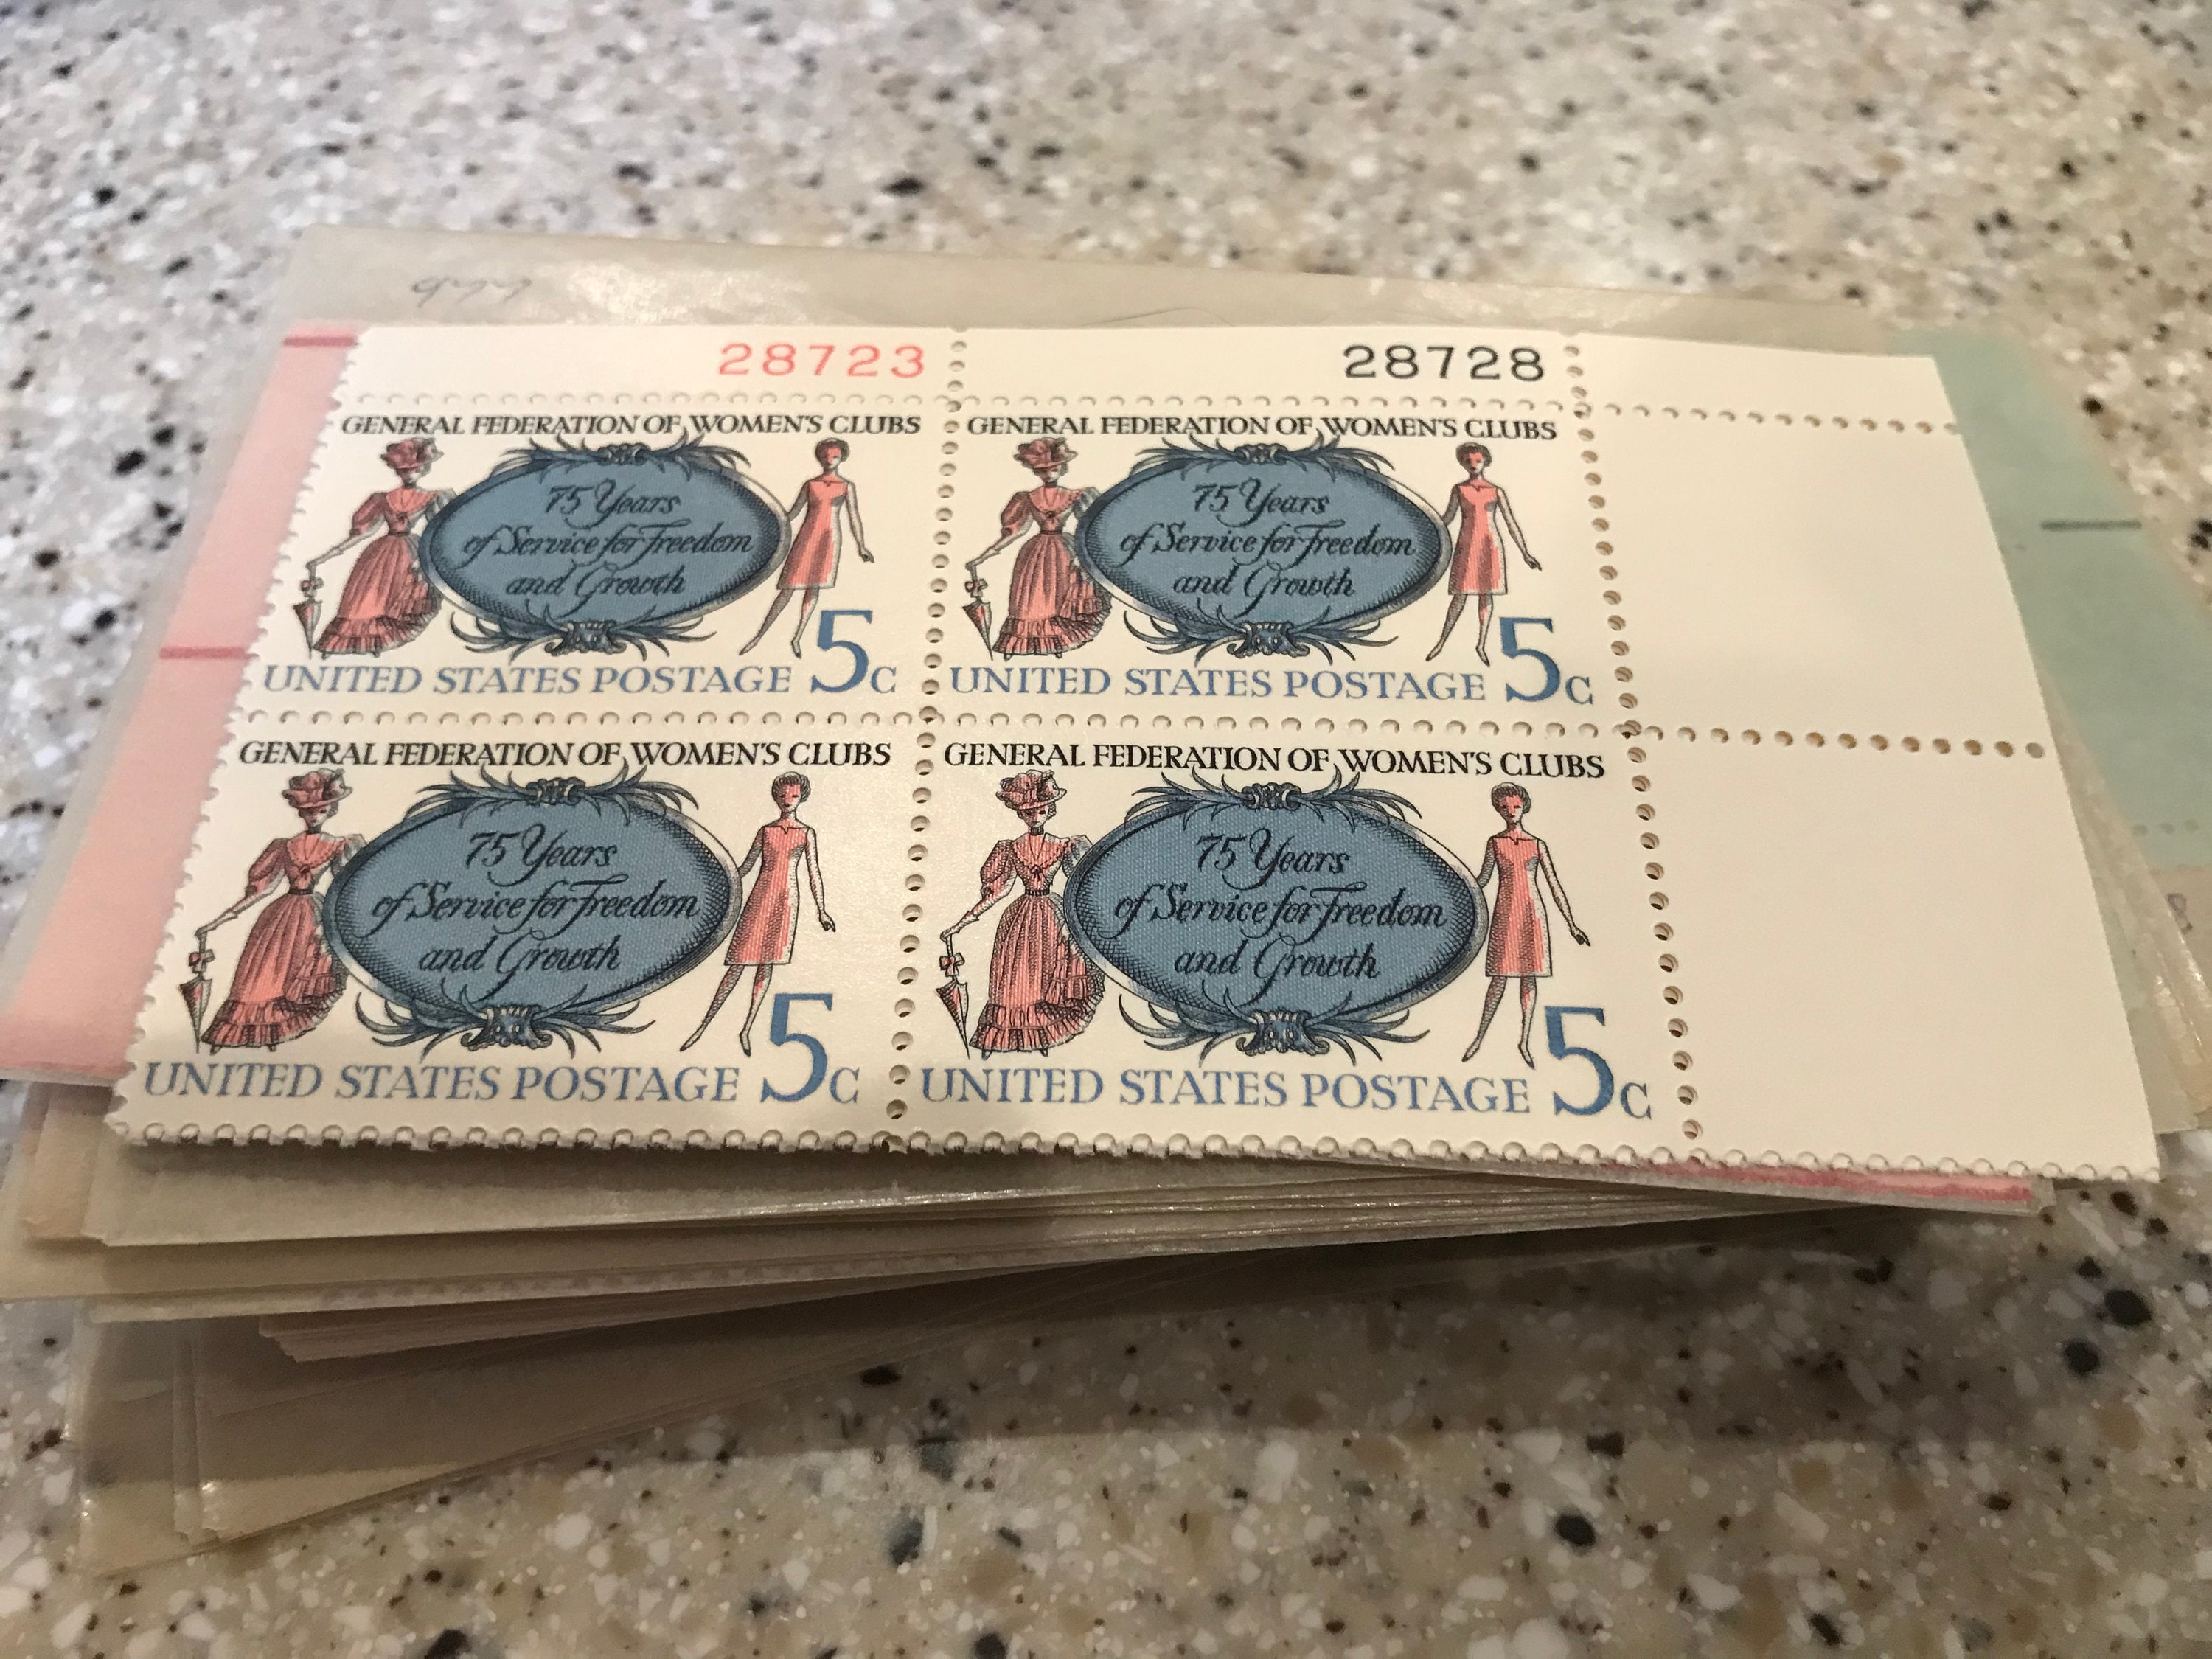 28723 28728
GENERAL FEDERATION OF WOMEN'S CLUBS
75 Years
of Service for Freedom
and Growth
UNITED STATES POSTAGE 5c
GENERAL FEDERATION OF WOMEN'S CLUBS
75 Years
of Service for Freedom
and Growth
UNITED STATES POSTAGE 5c
GENERAL FEDERATION OF WOMEN'S CLUBS
75 Years
of Service for Freedom
and Growth
UNITED STATES POSTAGE 5c
GENERAL FEDERATION OF WOMEN'S CLUBS
75 Years
of Service for Freedom
and Growth
UNITED STATES POSTAGE 5c